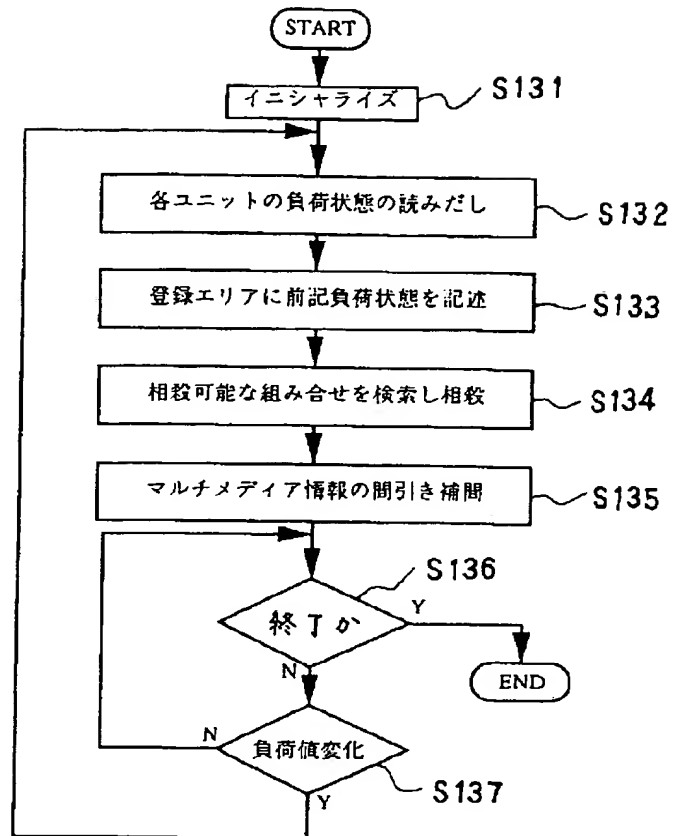 START
イニシャライズ
S131
各ユニットの負荷状態の読みだし
S132
登録エリアに前記負荷状態を記述
S133
相殺可能な組み合せを検索し相殺
S134
マルチメディア情報の間引き補間
S135
S136
終了か
Y
END
N
N
負荷値変化
S137
Y